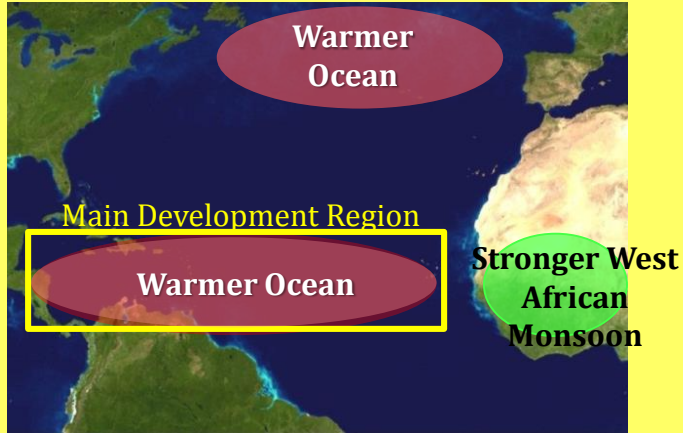 Warmer
Ocean
Main Development Region
Warmer Ocean
Stronger West
African
Monsoon